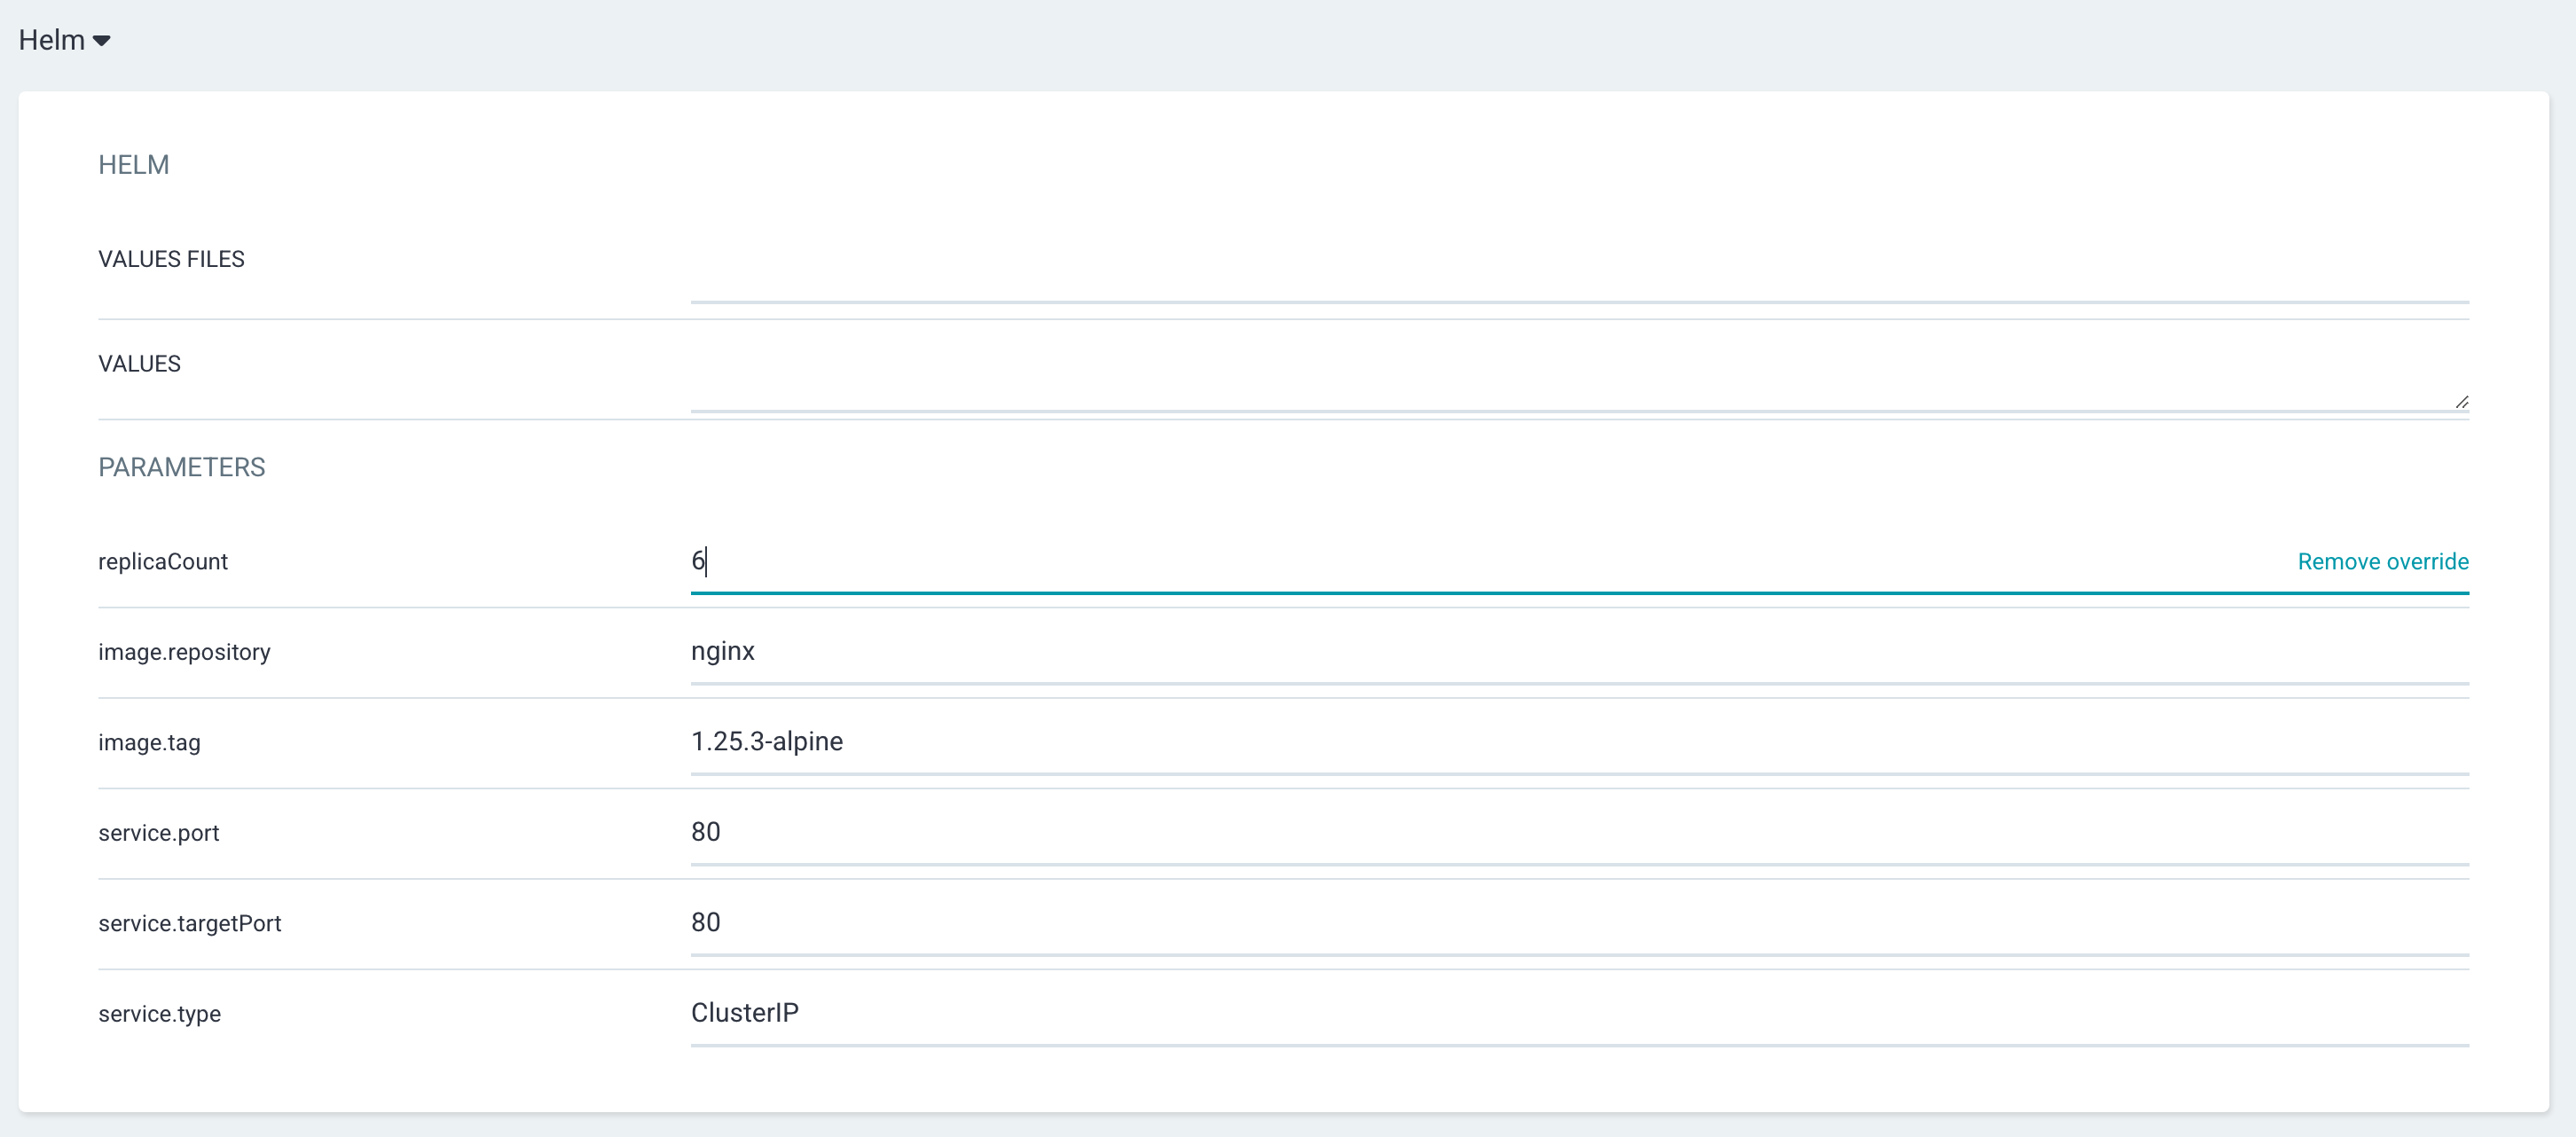 Helm
HELM
VALUES FILES
VALUES
PARAMETERS
replicaCount 6 Remove override
image.repository nginx
image.tag 1.25.3-alpine
service.port 80
service.targetPort 80
service.type ClusterIP